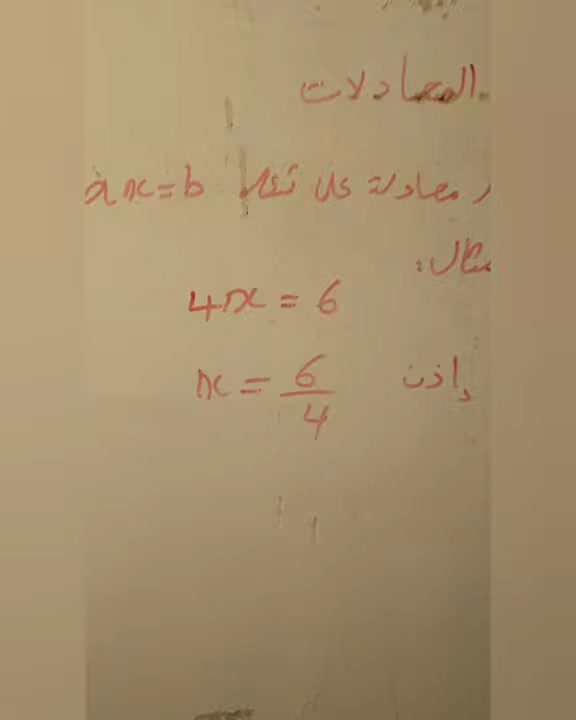 المعادلات
معادلة على شكل ax=b
مثال:
4x = 6
إذن x = 6/4